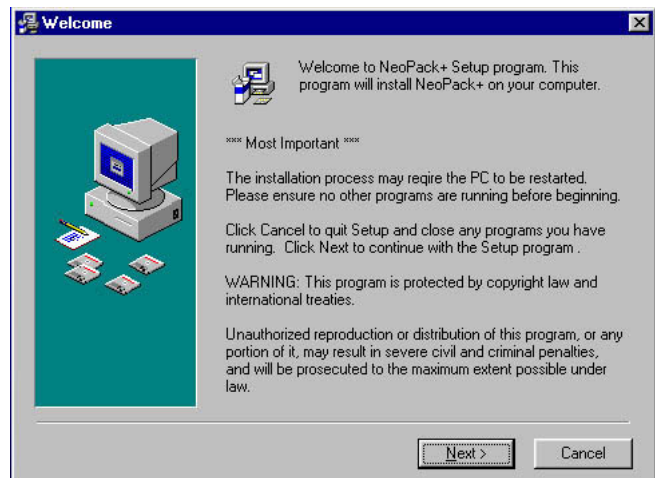 Welcome
Welcome to NeoPack+ Setup program. This
program will install NeoPack+ on your computer.
*** Most Important ***
The installation process may reqire the PC to be restarted.
Please ensure no other programs are running before beginning.
Click Cancel to quit Setup and close any programs you have
running. Click Next to continue with the Setup program .
WARNING: This program is protected by copyright law and
international treaties.
Unauthorized reproduction or distribution of this program, or any
portion of it, may result in severe civil and criminal penalties,
and will be prosecuted to the maximum extent possible under
law.
Next >
Cancel